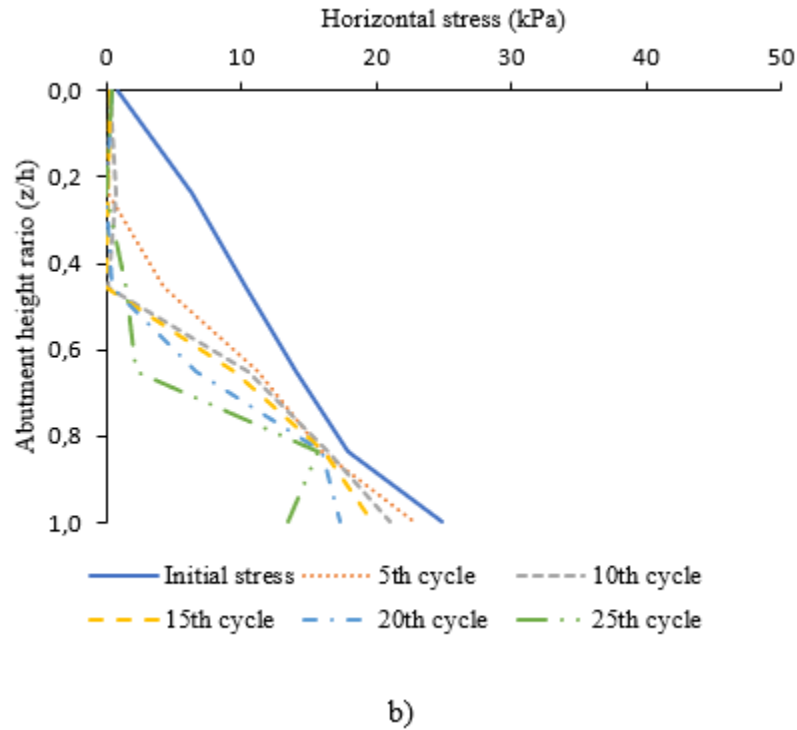 Horizontal stress (kPa)
0 10 20 30 40 50
Abutment height rario (z/h)
0,0
0,2
0,4
0,6
0,8
1,0
Initial stress 5th cycle 10th cycle
15th cycle 20th cycle 25th cycle
b)